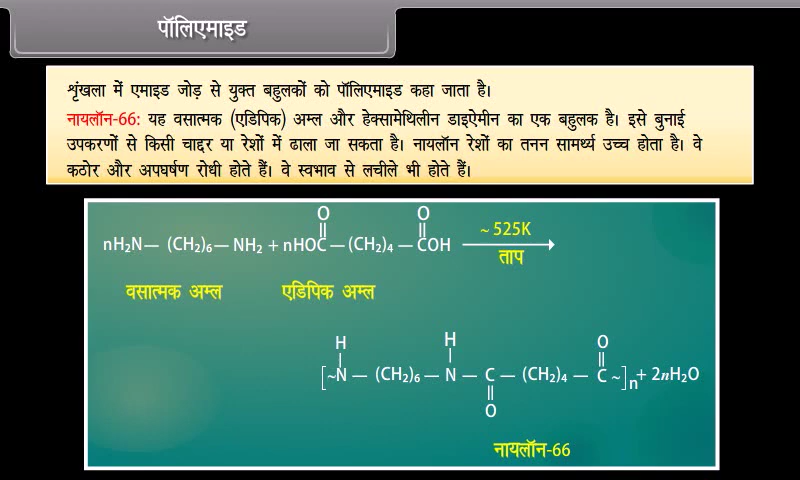 पॉलिएमाइड
शृंखला में एमाइड जोड़ से युक्त बहुलकों को पॉलिएमाइड कहा जाता है।
नायलॉन-66: यह वसात्मक (एडिपिक) अम्ल और हेक्सामेथिलीन डाइऐमीन का एक बहुलक है। इसे बुनाई
उपकरणों से किसी चाद्दर या रेशों में ढाला जा सकता है। नायलॉन रेशों का तनन सामर्थ्य उच्च होता है। वे
कठोर और अपघर्षण रोधी होते हैं। वे स्वभाव से लचीले भी होते हैं।
O O
|| ||
nH₂N— (CH₂)₆— NH₂ + nHOC —(CH₂)₄ — COH ~ 525K
ताप
वसात्मक अम्ल एडिपिक अम्ल
H H O
| | ||
[~N — (CH₂)₆ — N — C — (CH₂)₄ — C ~]n + 2nH₂O
||
O
नायलॉन-66